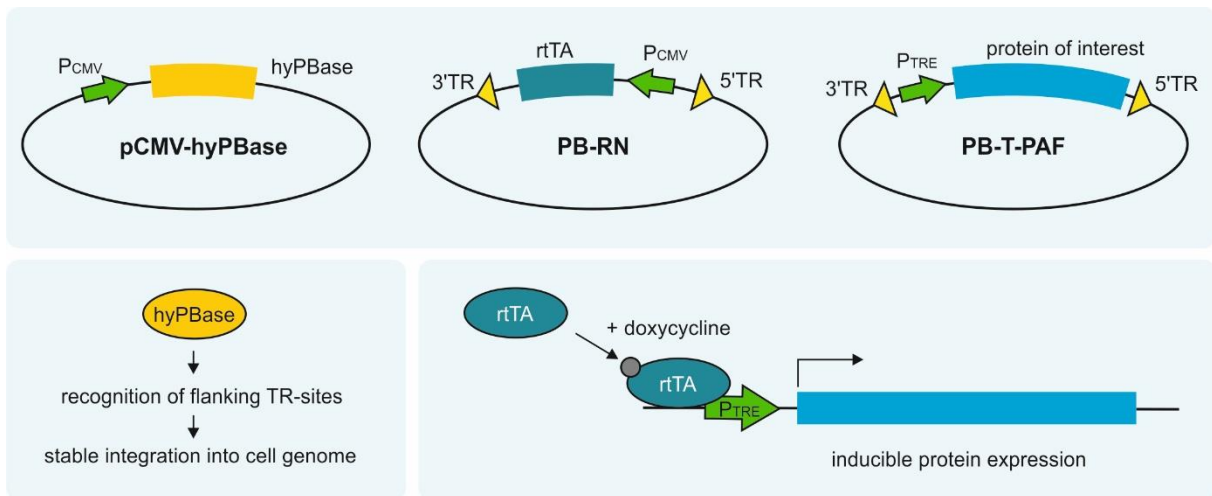 PCMV
hyPBase
pCMV-hyPBase
rtTA
PCMV
3'TR
5'TR
PB-RN
protein of interest
PTRE
3'TR
5'TR
PB-T-PAF
hyPBase
recognition of flanking TR-sites
stable integration into cell genome
rtTA
+ doxycycline
rtTA
PTRE
inducible protein expression